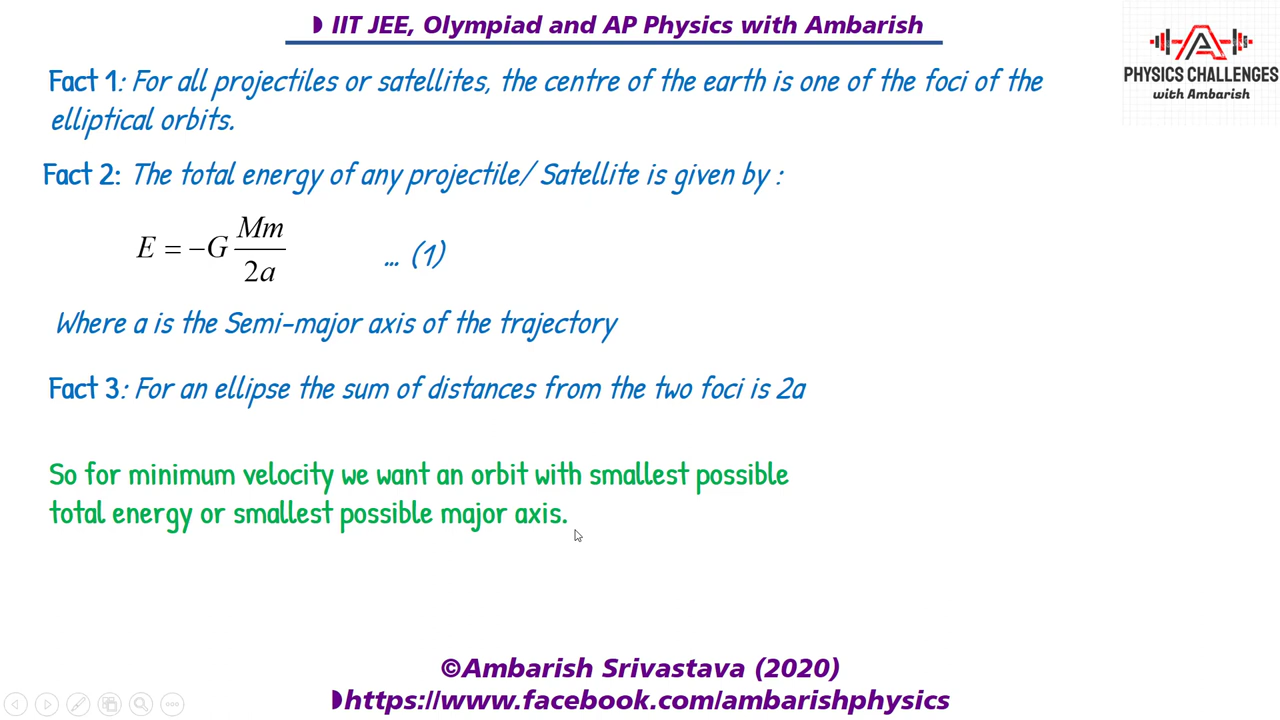 ◗ IIT JEE, Olympiad and AP Physics with Ambarish
PHYSICS CHALLENGES
with Ambarish
Fact 1: For all projectiles or satellites, the centre of the earth is one of the foci of the
elliptical orbits.
Fact 2: The total energy of any projectile/ Satellite is given by :
E = -G Mm/2a ... (1)
Where a is the Semi-major axis of the trajectory
Fact 3: For an ellipse the sum of distances from the two foci is 2a
So for minimum velocity we want an orbit with smallest possible
total energy or smallest possible major axis.
©Ambarish Srivastava (2020)
◗https://www.facebook.com/ambarishphysics